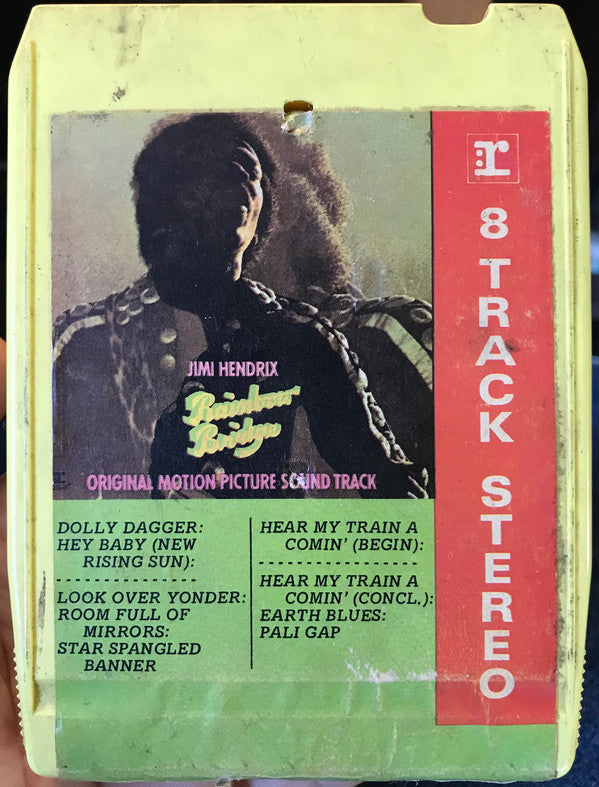 r
8 TRACK STEREO
JIMI HENDRIX
Rainbow
Bridge
ORIGINAL MOTION PICTURE SOUND TRACK
DOLLY DAGGER:
HEY BABY (NEW
RISING SUN):
LOOK OVER YONDER:
ROOM FULL OF
MIRRORS:
STAR SPANGLED
BANNER
HEAR MY TRAIN A
COMIN' (BEGIN):
HEAR MY TRAIN A
COMIN' (CONCL.):
EARTH BLUES:
PALI GAP